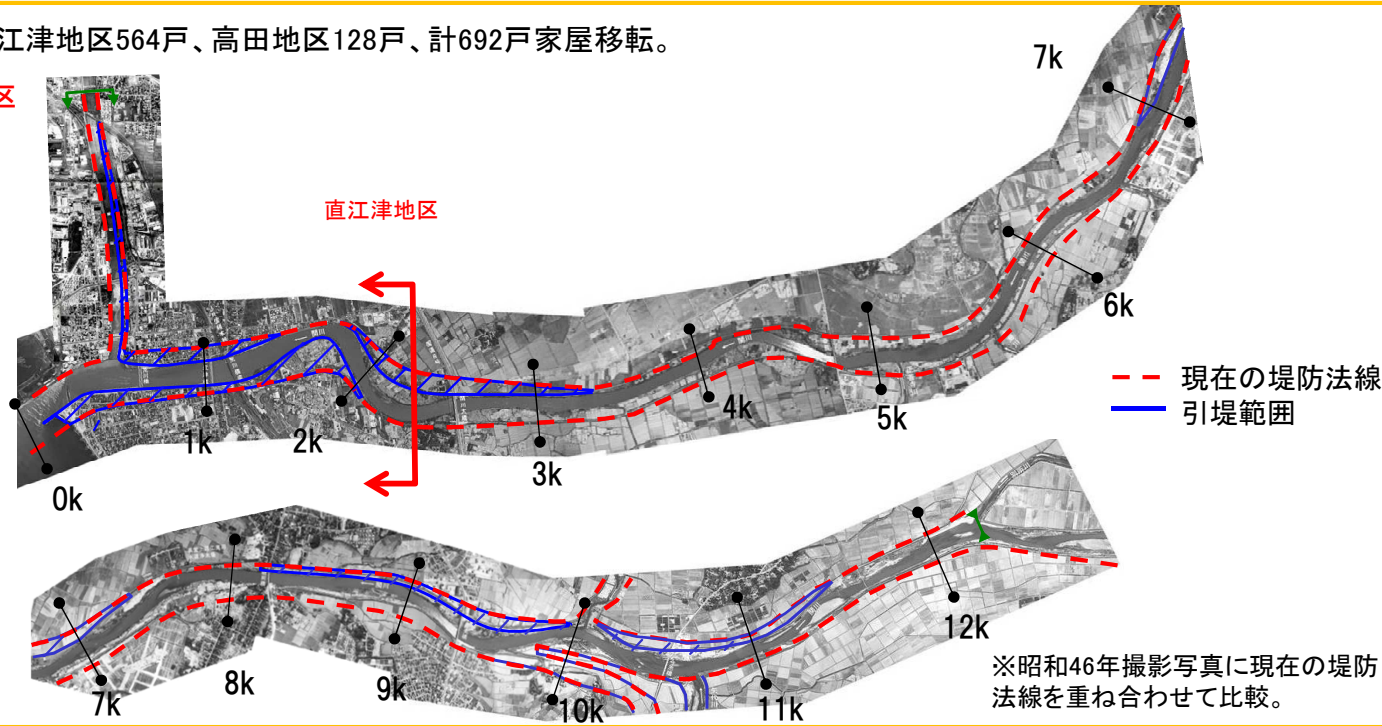 江津地区564戸、高田地区128戸、計692戸家屋移転。
区
7k
直江津地区
6k
現在の堤防法線
引堤範囲
5k
4k
3k
2k
1k
0k
12k
※昭和46年撮影写真に現在の堤防
法線を重ね合わせて比較。
11k
10k
9k
8k
7k